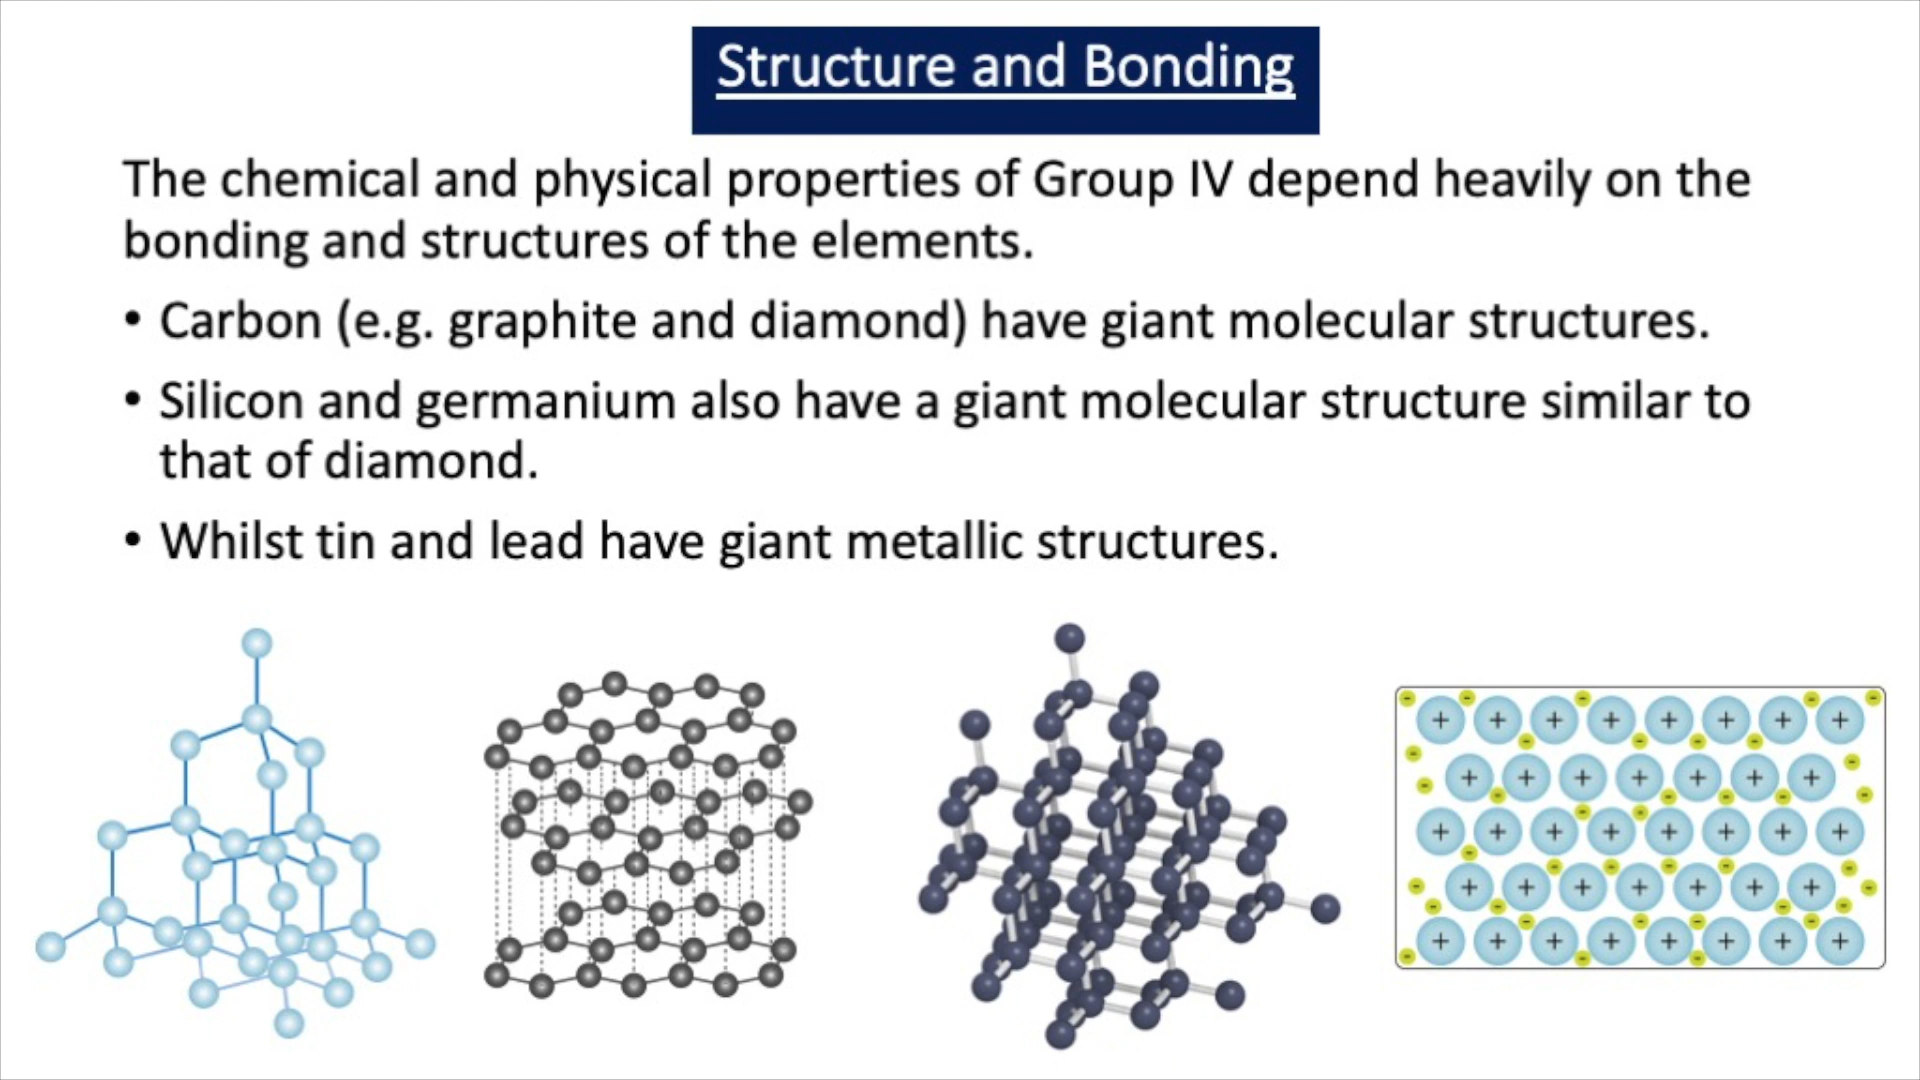 Structure and Bonding
The chemical and physical properties of Group IV depend heavily on the
bonding and structures of the elements.
• Carbon (e.g. graphite and diamond) have giant molecular structures.
• Silicon and germanium also have a giant molecular structure similar to
that of diamond.
• Whilst tin and lead have giant metallic structures.